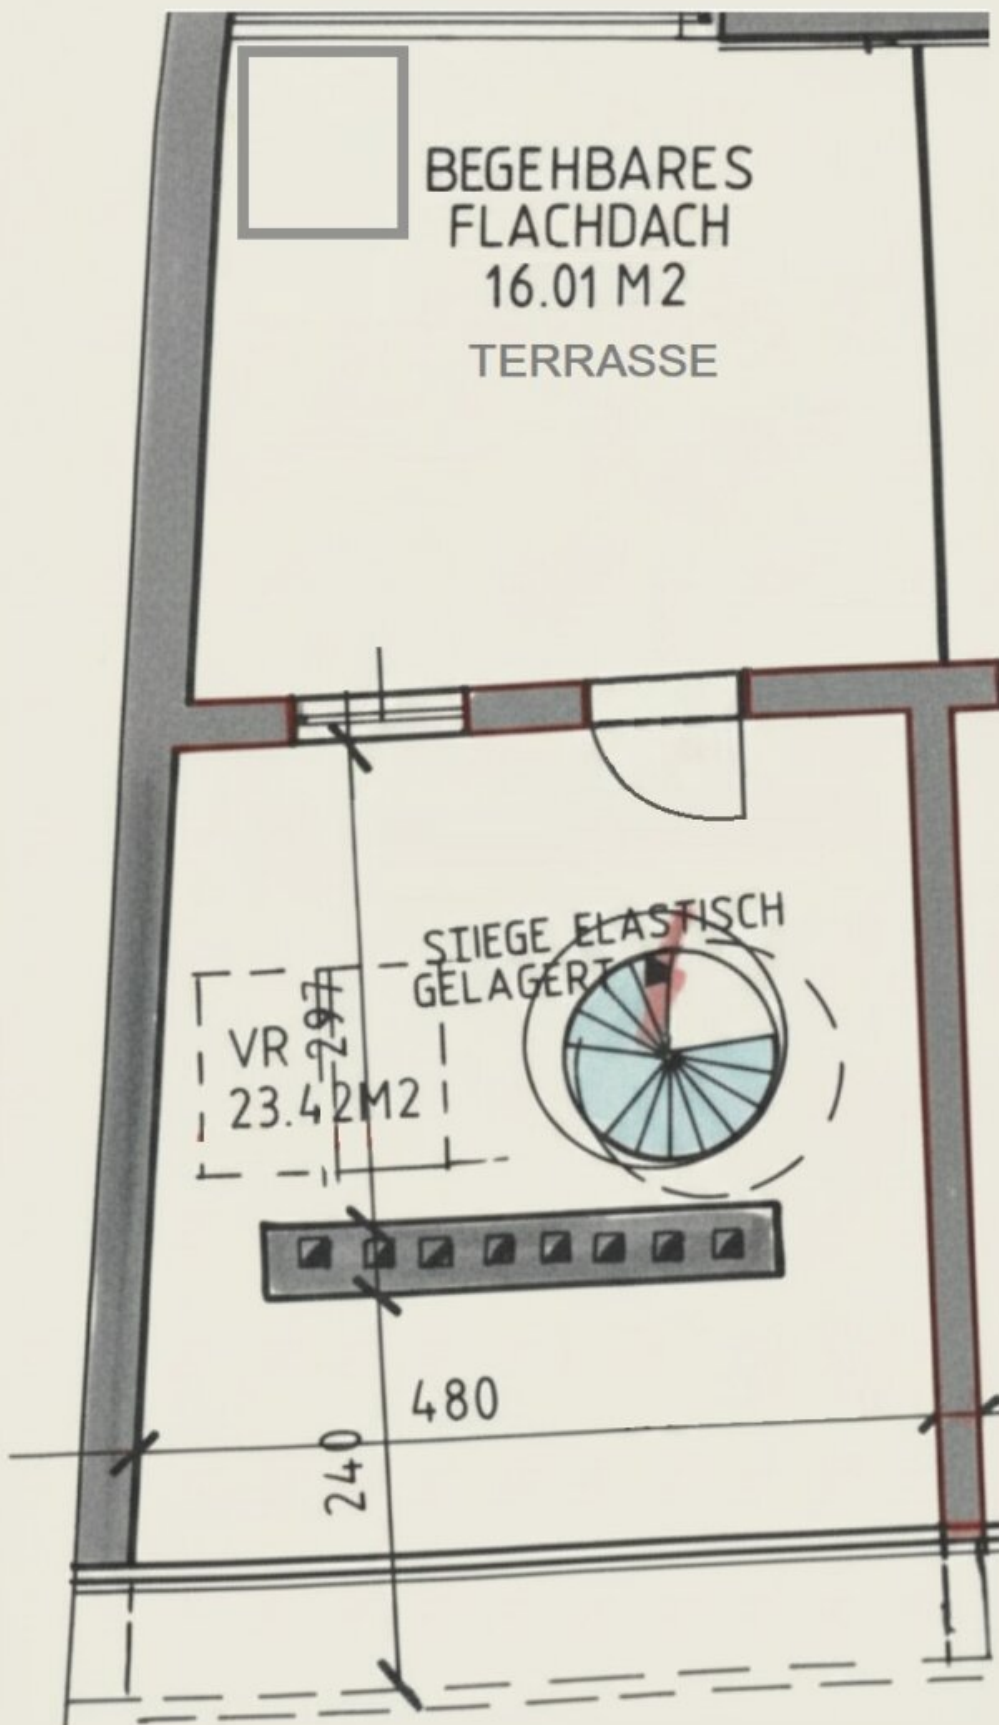 BEGEHBARES
FLACHDACH
16.01 M2
TERRASSE
STIEGE ELASTISCH
GELAGERT
297
VR
23.42M2
480
240